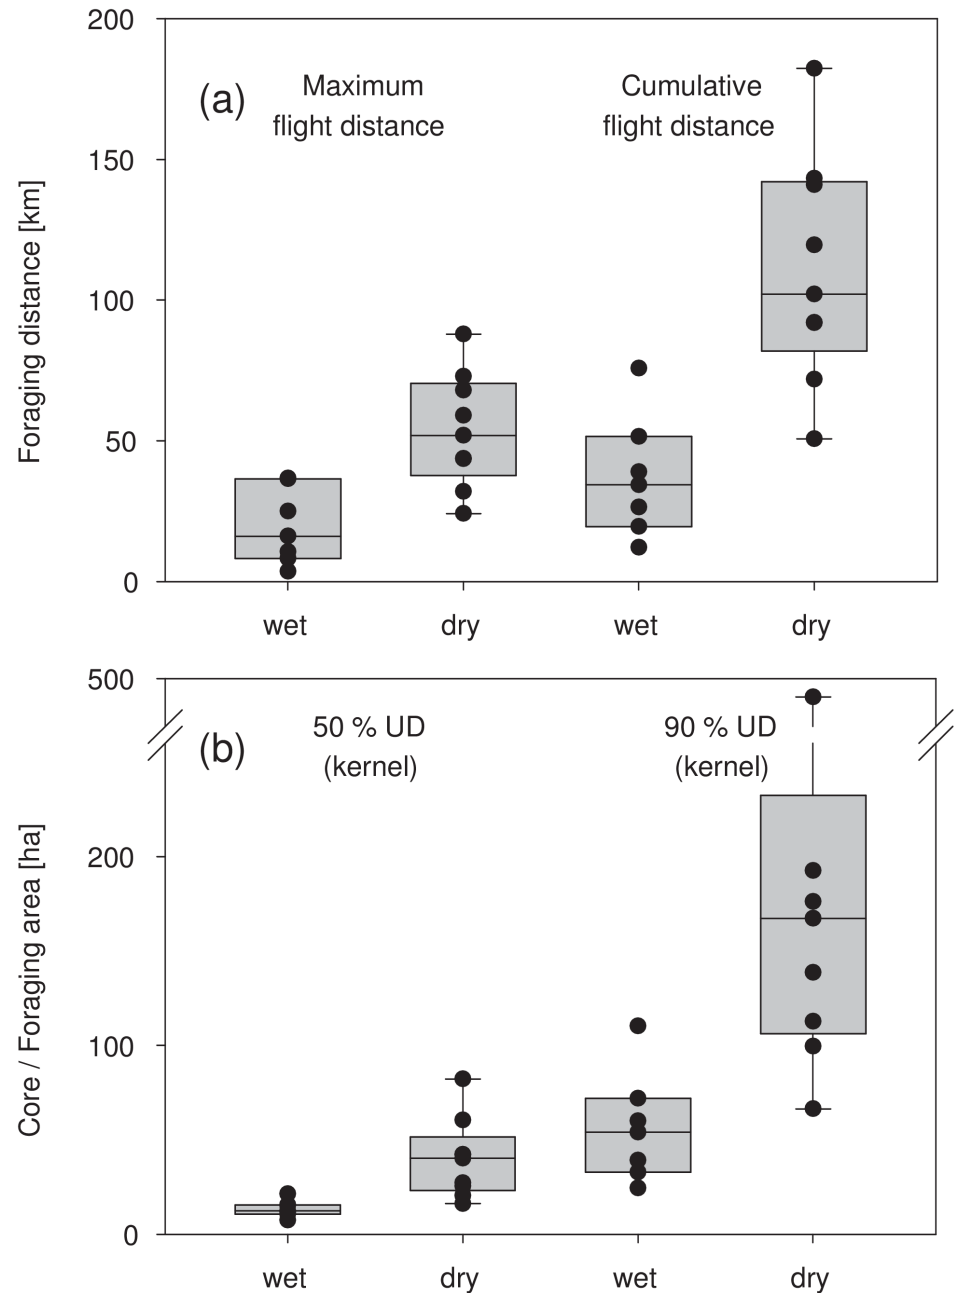 200
150
100
50
0
Foraging distance [km]
(a)
Maximum
flight distance
Cumulative
flight distance
wet dry wet dry
500
200
100
0
Core / Foraging area [ha]
(b)
50 % UD
(kernel)
90 % UD
(kernel)
wet dry wet dry